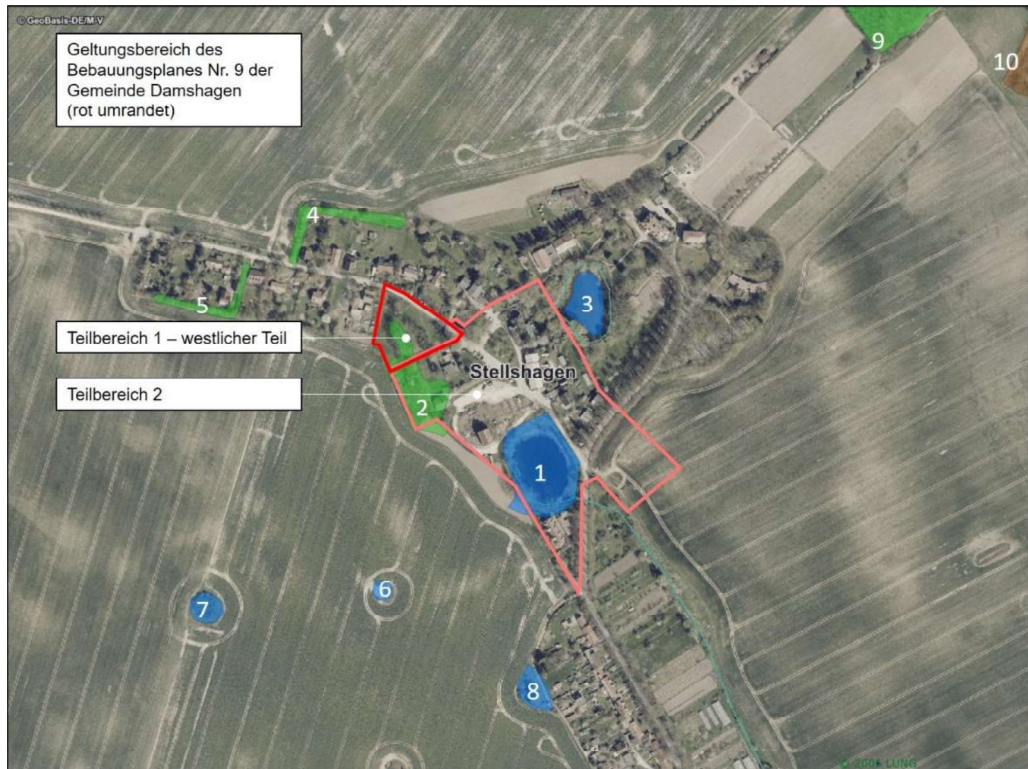 © GeoBasis-DE/M-V
Geltungsbereich des
Bebauungsplanes Nr. 9 der
Gemeinde Damshagen
(rot umrandet)
9
10
4
5
3
Teilbereich 1 – westlicher Teil
Stellshagen
Teilbereich 2
2
1
6
7
8
© 2005 LUNG